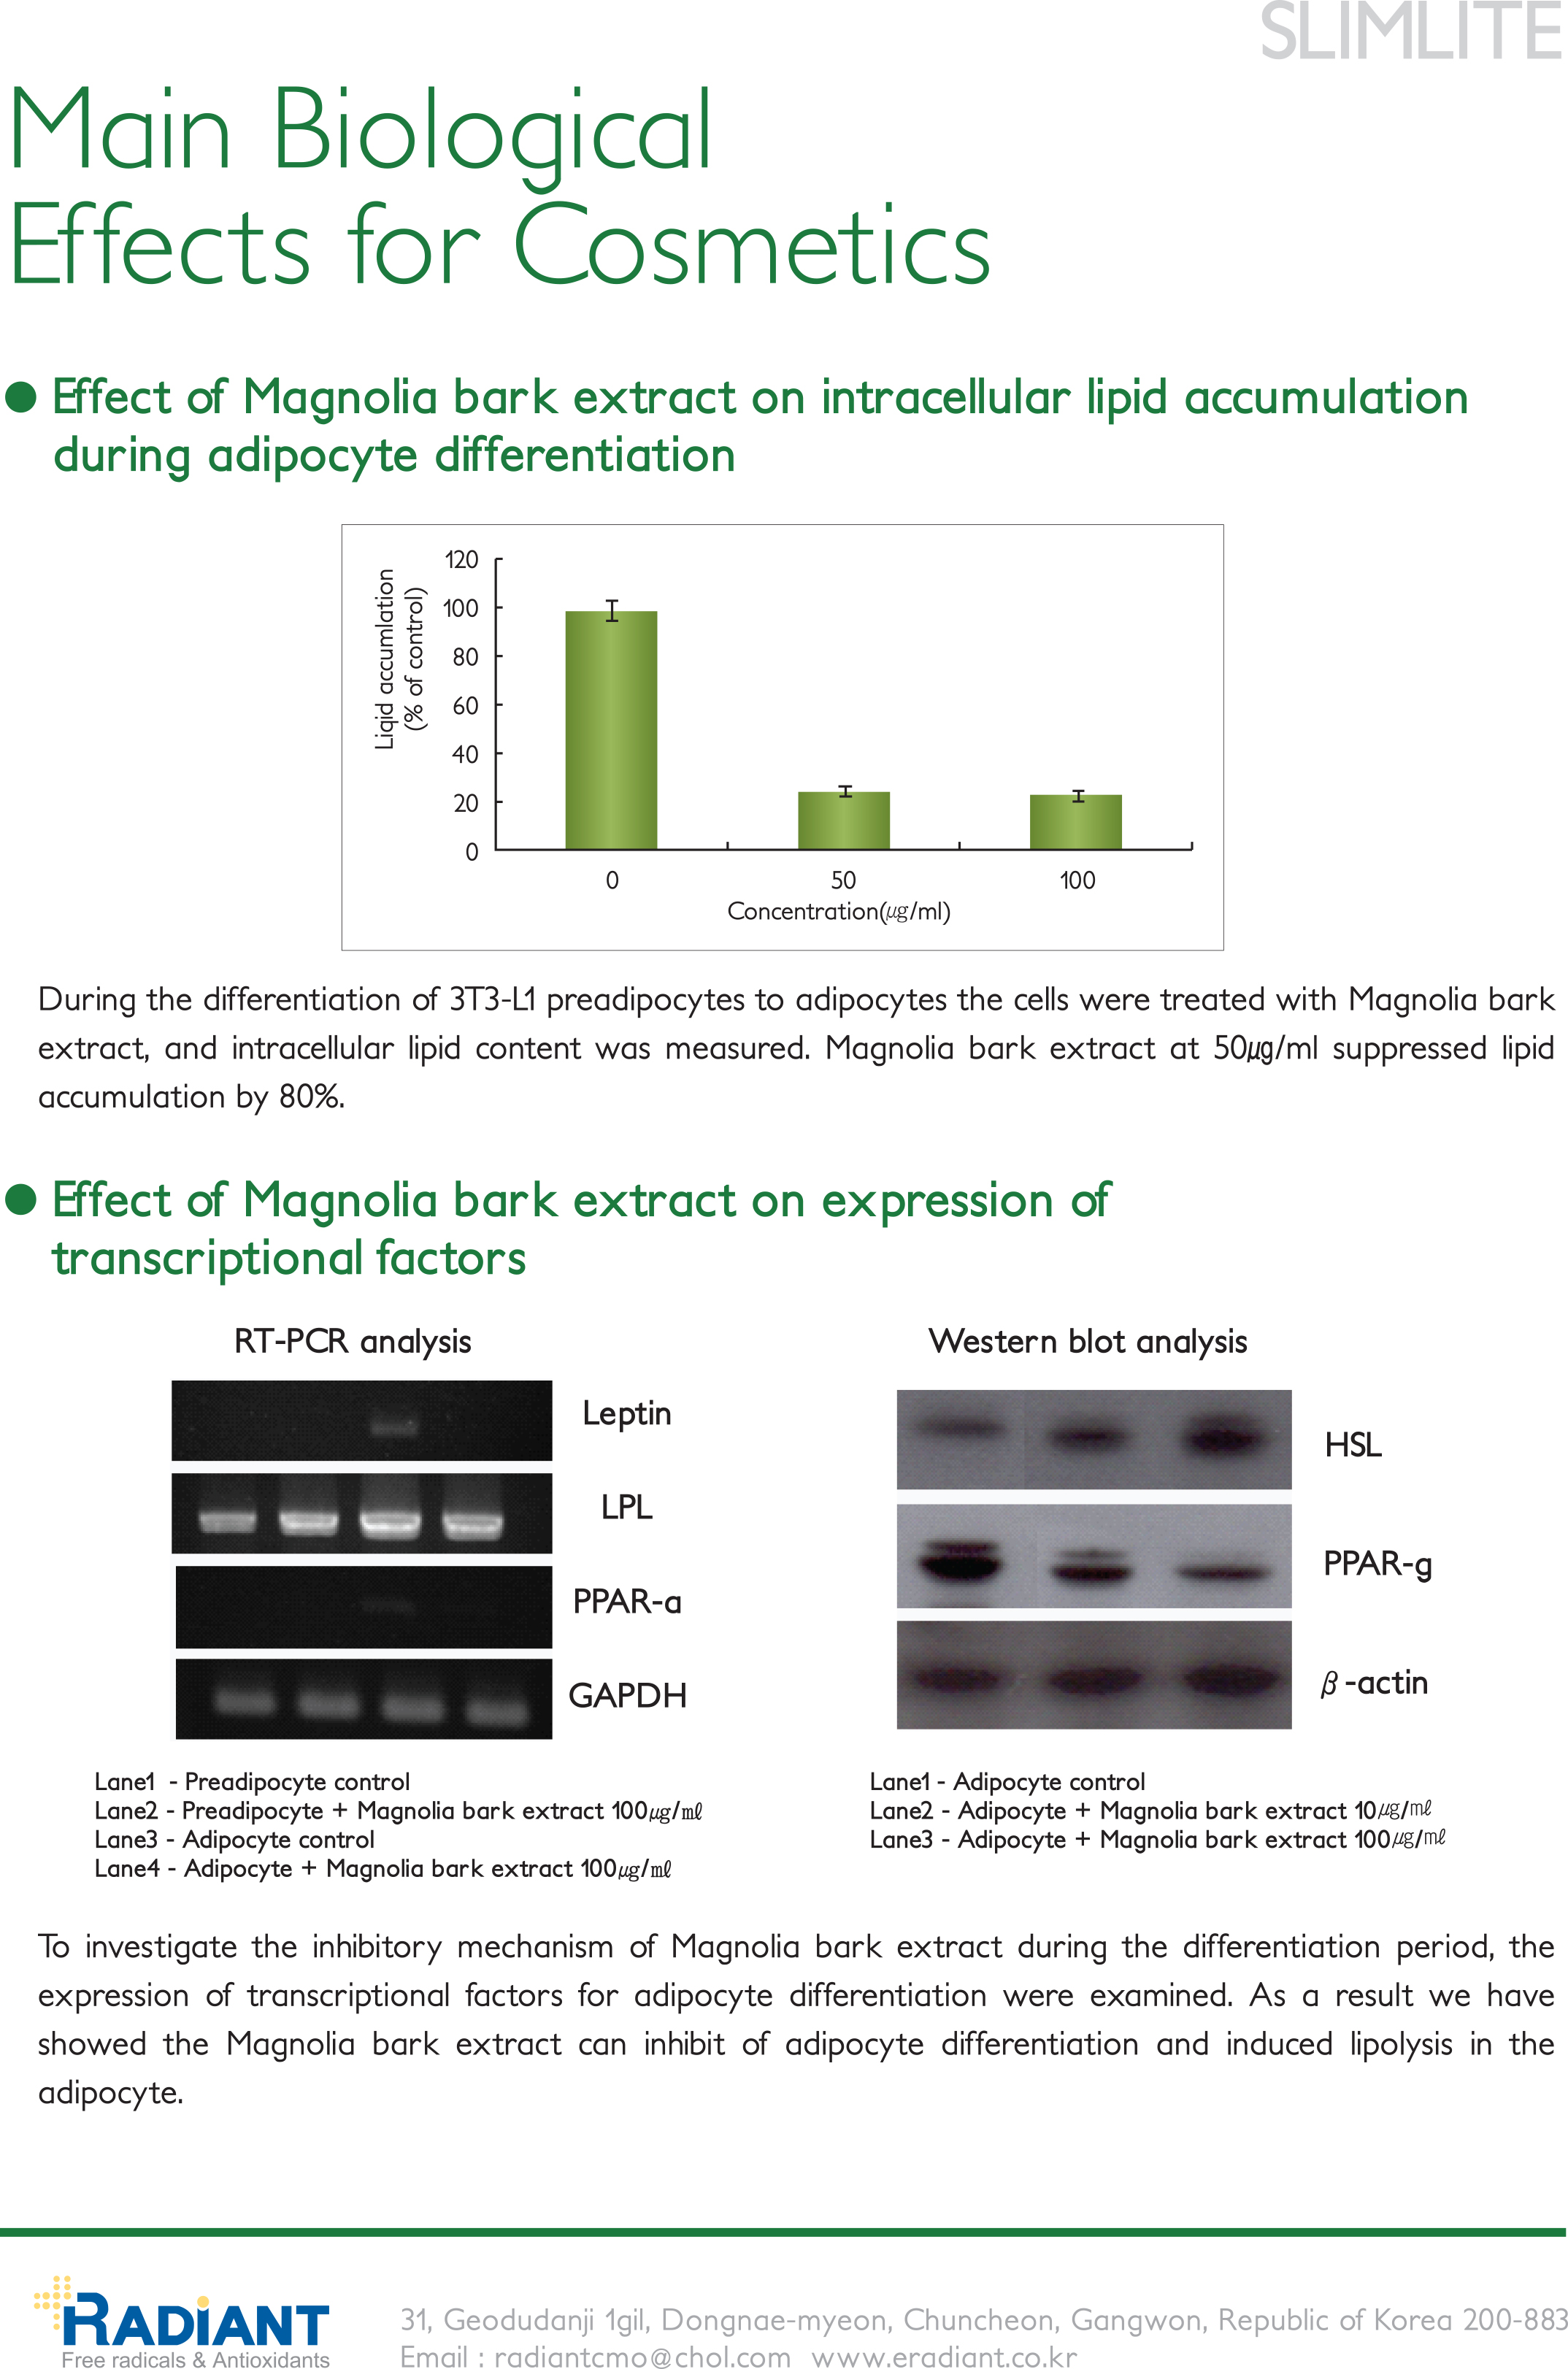 SLIMLITE
Main Biological
Effects for Cosmetics
● Effect of Magnolia bark extract on intracellular lipid accumulation
during adipocyte differentiation
Liqid accumlation
(% of control)
120
100
80
60
40
20
0
0 50 100
Concentration(㎍/ml)
During the differentiation of 3T3-L1 preadipocytes to adipocytes the cells were treated with Magnolia bark
extract, and intracellular lipid content was measured. Magnolia bark extract at 50㎍/ml suppressed lipid
accumulation by 80%.
● Effect of Magnolia bark extract on expression of
transcriptional factors
RT-PCR analysis
Leptin
LPL
PPAR-a
GAPDH
Lane1 - Preadipocyte control
Lane2 - Preadipocyte + Magnolia bark extract 100㎍/㎖
Lane3 - Adipocyte control
Lane4 - Adipocyte + Magnolia bark extract 100㎍/㎖
Western blot analysis
HSL
PPAR-g
β-actin
Lane1 - Adipocyte control
Lane2 - Adipocyte + Magnolia bark extract 10㎍/㎖
Lane3 - Adipocyte + Magnolia bark extract 100㎍/㎖
To investigate the inhibitory mechanism of Magnolia bark extract during the differentiation period, the
expression of transcriptional factors for adipocyte differentiation were examined. As a result we have
showed the Magnolia bark extract can inhibit of adipocyte differentiation and induced lipolysis in the
adipocyte.
RADIANT
Free radicals & Antioxidants
31, Geodudanji 1gil, Dongnae-myeon, Chuncheon, Gangwon, Republic of Korea 200-883
Email : radiantcmo@chol.com www.eradiant.co.kr